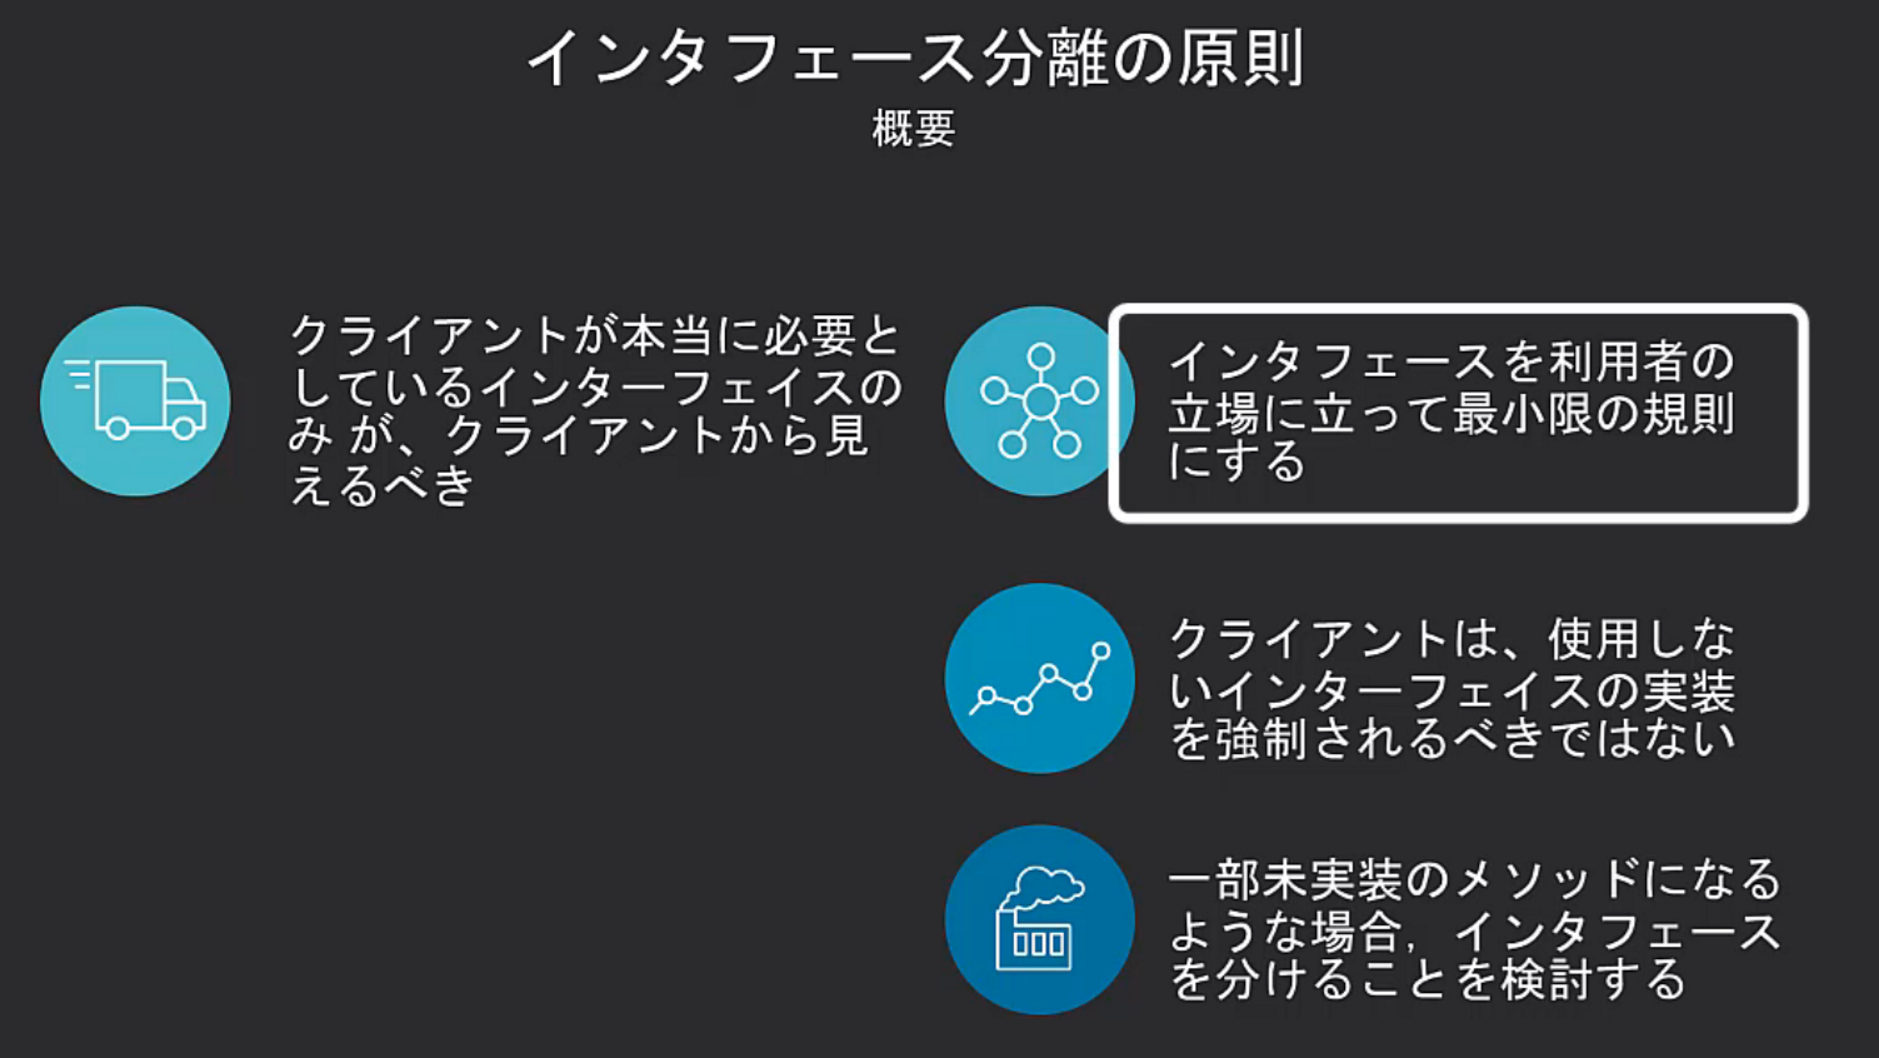 インタフェース分離の原則
概要
クライアントが本当に必要と
しているインターフェイスの
み が、クライアントから見
えるべき
インタフェースを利用者の
立場に立って最小限の規則
にする
クライアントは、使用しな
いインターフェイスの実装
を強制されるべきではない
一部未実装のメソッドになる
ような場合，インタフェース
を分けることを検討する